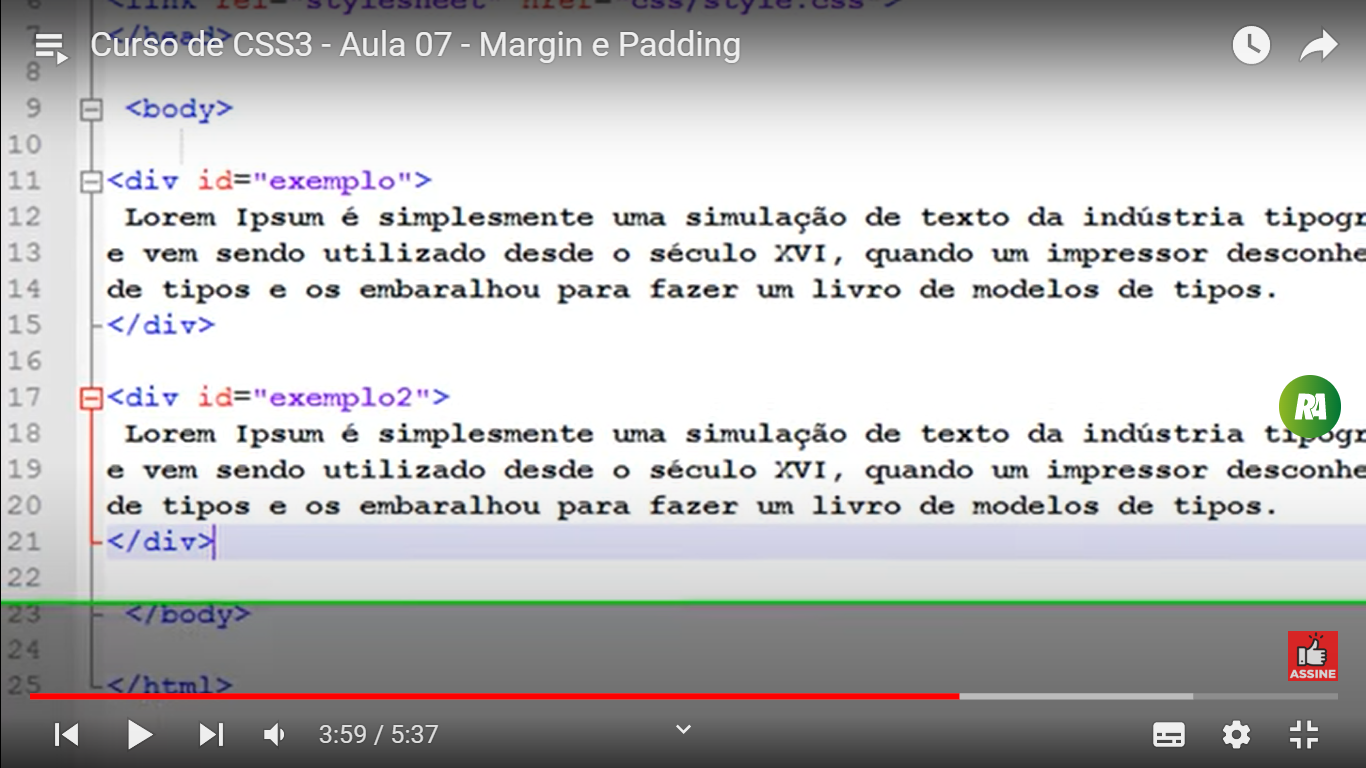 6 <link rel="stylesheet" href="css/style.css">
7 </head>
Curso de CSS3 - Aula 07 - Margin e Padding
8
9 <body>
10
11 <div id="exemplo">
12 Lorem Ipsum é simplesmente uma simulação de texto da indústria tipogr
13 e vem sendo utilizado desde o século XVI, quando um impressor desconhe
14 de tipos e os embaralhou para fazer um livro de modelos de tipos.
15 </div>
16
17 <div id="exemplo2">
RA
18 Lorem Ipsum é simplesmente uma simulação de texto da indústria tipogr
19 e vem sendo utilizado desde o século XVI, quando um impressor desconhe
20 de tipos e os embaralhou para fazer um livro de modelos de tipos.
21 </div>
22
23 </body>
24
ASSINE
25 </html>
3:59 / 5:37